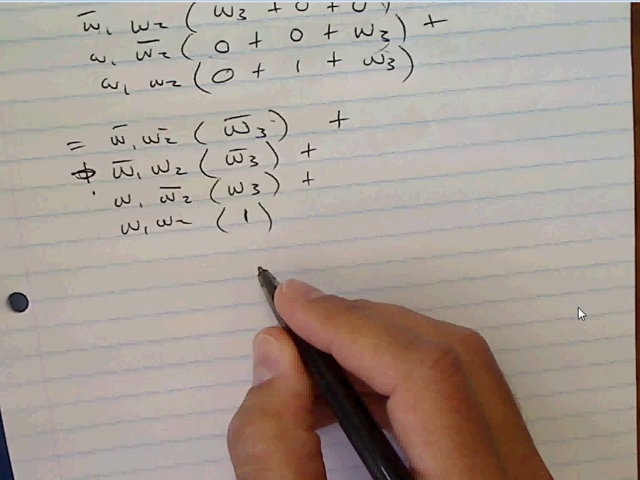 w̅₁ w₂ ( w̅₃ + 0 + 0 ) +
w₁ w̅₂ ( 0 + 0 + w₃ ) +
w₁ w₂ ( 0 + 1 + w₃ )
= w̅₁ w̅₂ ( w̅₃ ) +
w̅₁ w₂ ( w̅₃ ) +
w₁ w̅₂ ( w₃ ) +
w₁ w₂ ( 1 )